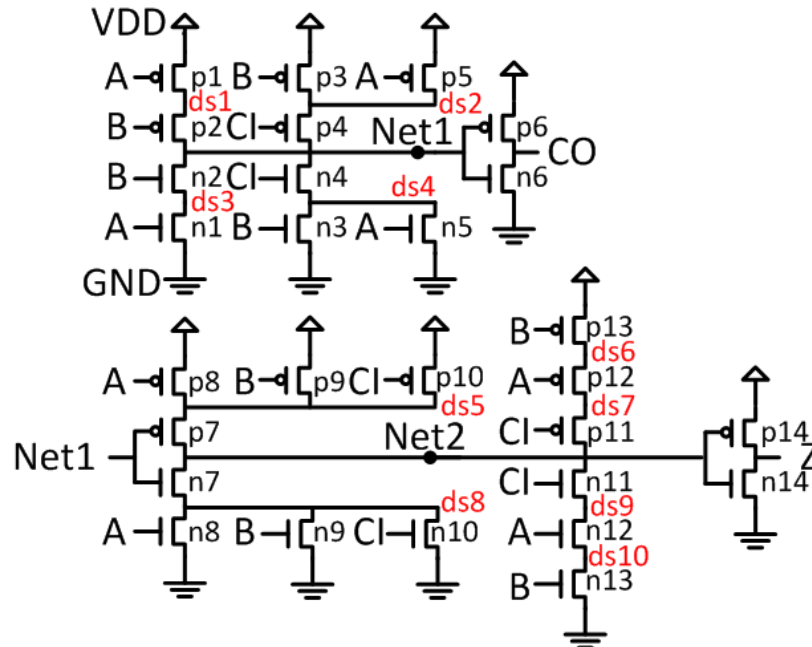 VDD
A p1 B p3 A p5
ds1 ds2
B p2 CI p4 Net1 p6
CO
B n2 CI n4 ds4 n6
ds3
A n1 B n3 A n5
GND
B p13
ds6
A p8 B p9 CI p10 A p12
ds5 ds7
p7 Net2 CI p11 p14
Net1
n7 CI n11 n14
ds8 ds9
A n8 B n9 CI n10 A n12
ds10
B n13